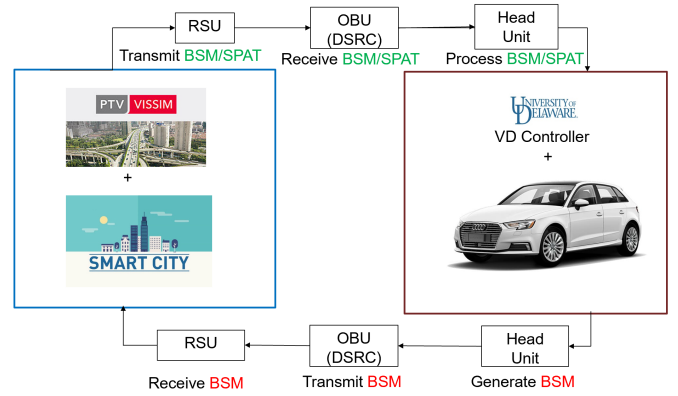 RSU
OBU
(DSRC)
Head
Unit
Transmit BSM/SPAT
Receive BSM/SPAT
Process BSM/SPAT
PTV VISSIM
+
SMART CITY
UNIVERSITY OF
DELAWARE.
VD Controller
+
RSU
OBU
(DSRC)
Head
Unit
Receive BSM
Transmit BSM
Generate BSM